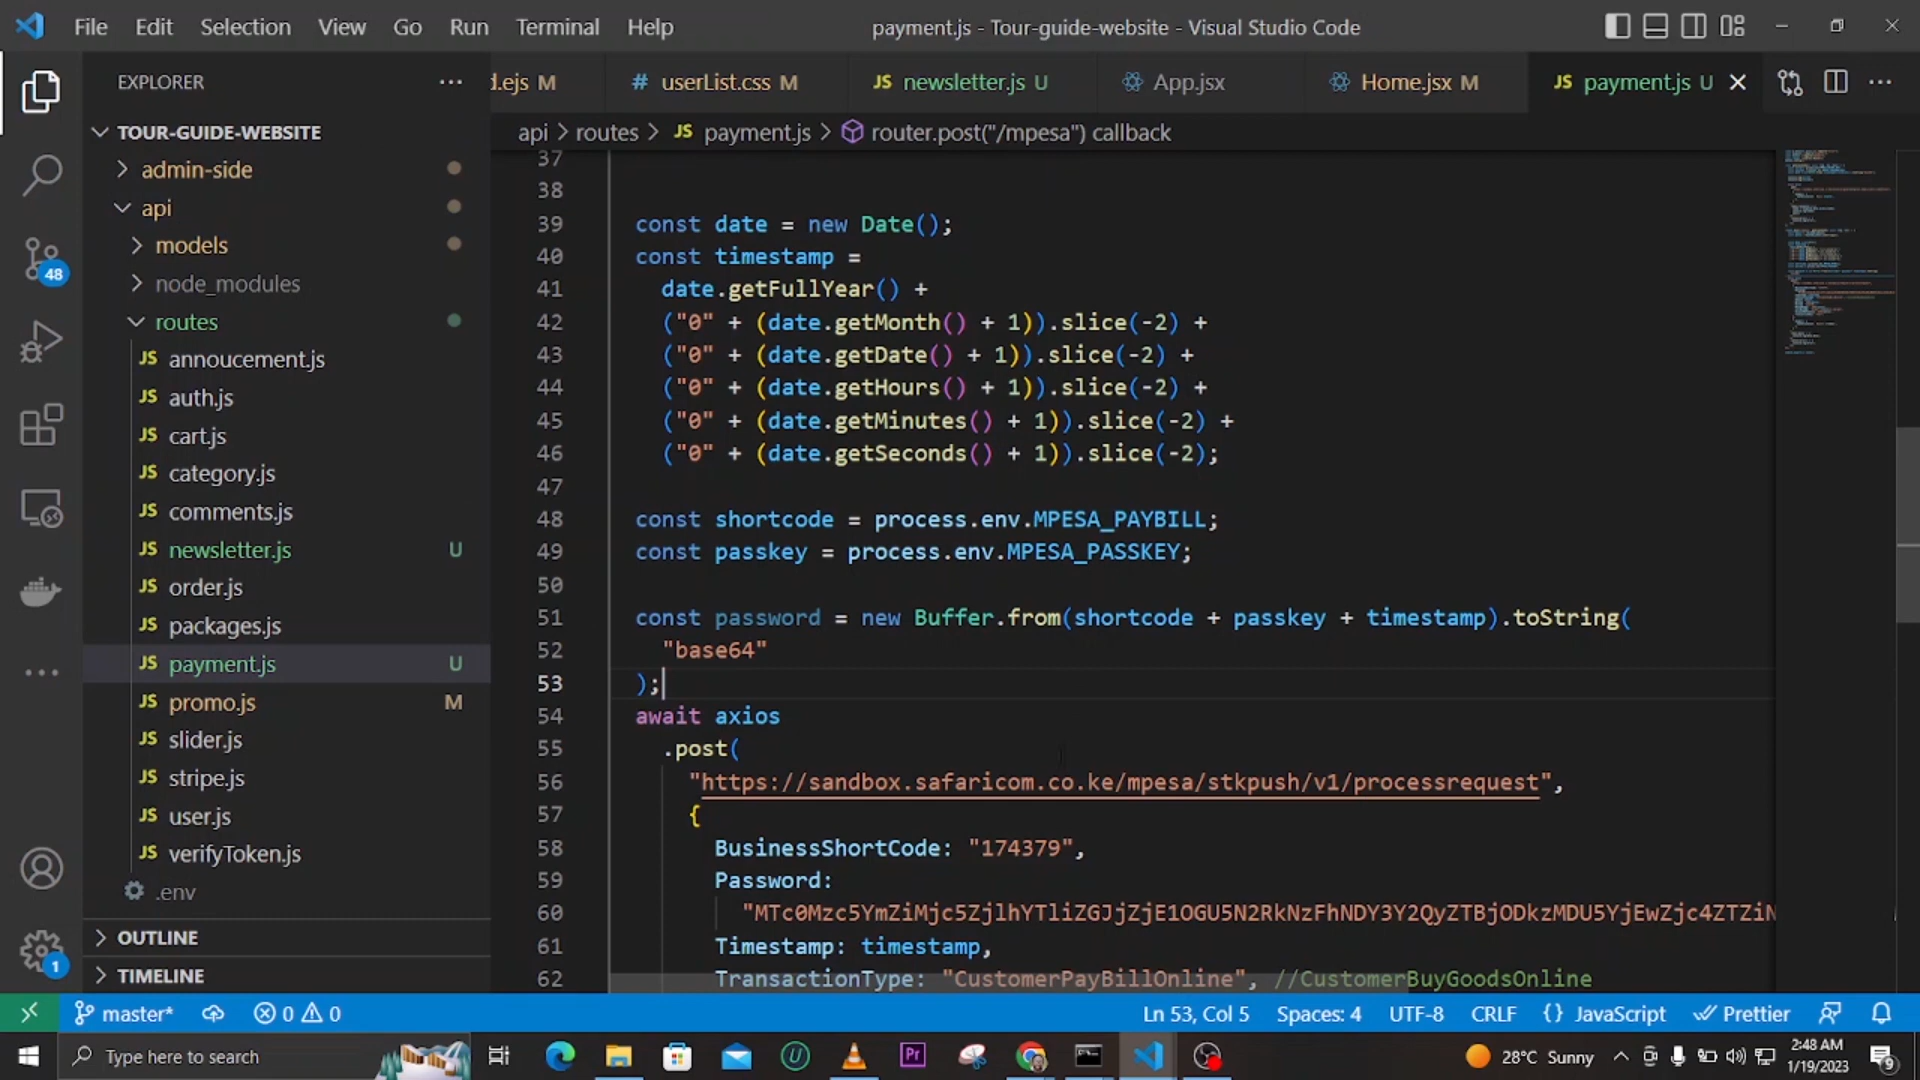 File Edit Selection View Go Run Terminal Help payment.js - Tour-guide-website - Visual Studio Code
EXPLORER
TOUR-GUIDE-WEBSITE
admin-side
api
models
node_modules
routes
annoucement.js
auth.js
cart.js
category.js
comments.js
newsletter.js U
order.js
packages.js
payment.js U
promo.js M
slider.js
stripe.js
user.js
verifyToken.js
.env
OUTLINE
TIMELINE
48
1
d.ejs M # userList.css M JS newsletter.js U App.jsx Home.jsx M JS payment.js U
api > routes > JS payment.js > router.post("/mpesa") callback
37
38
39 const date = new Date();
40 const timestamp =
41 date.getFullYear() +
42 ("0" + (date.getMonth() + 1)).slice(-2) +
43 ("0" + (date.getDate() + 1)).slice(-2) +
44 ("0" + (date.getHours() + 1)).slice(-2) +
45 ("0" + (date.getMinutes() + 1)).slice(-2) +
46 ("0" + (date.getSeconds() + 1)).slice(-2);
47
48 const shortcode = process.env.MPESA_PAYBILL;
49 const passkey = process.env.MPESA_PASSKEY;
50
51 const password = new Buffer.from(shortcode + passkey + timestamp).toString(
52 "base64"
53 );
54 await axios
55 .post(
56 "https://sandbox.safaricom.co.ke/mpesa/stkpush/v1/processrequest",
57 {
58 BusinessShortCode: "174379",
59 Password:
60 "MTc0Mzc5YmZiMjc5ZjlhYTliZGJjZjE1OGU5N2RkNzFhNDY3Y2QyZTBjODkzMDU5YjEwZjc4ZTZiN
61 Timestamp: timestamp,
62 TransactionType: "CustomerPayBillOnline", //CustomerBuyGoodsOnline
master* 0 0 Ln 53, Col 5 Spaces: 4 UTF-8 CRLF {} JavaScript Prettier
Type here to search 28°C Sunny 2:48 AM
1/19/2023 9